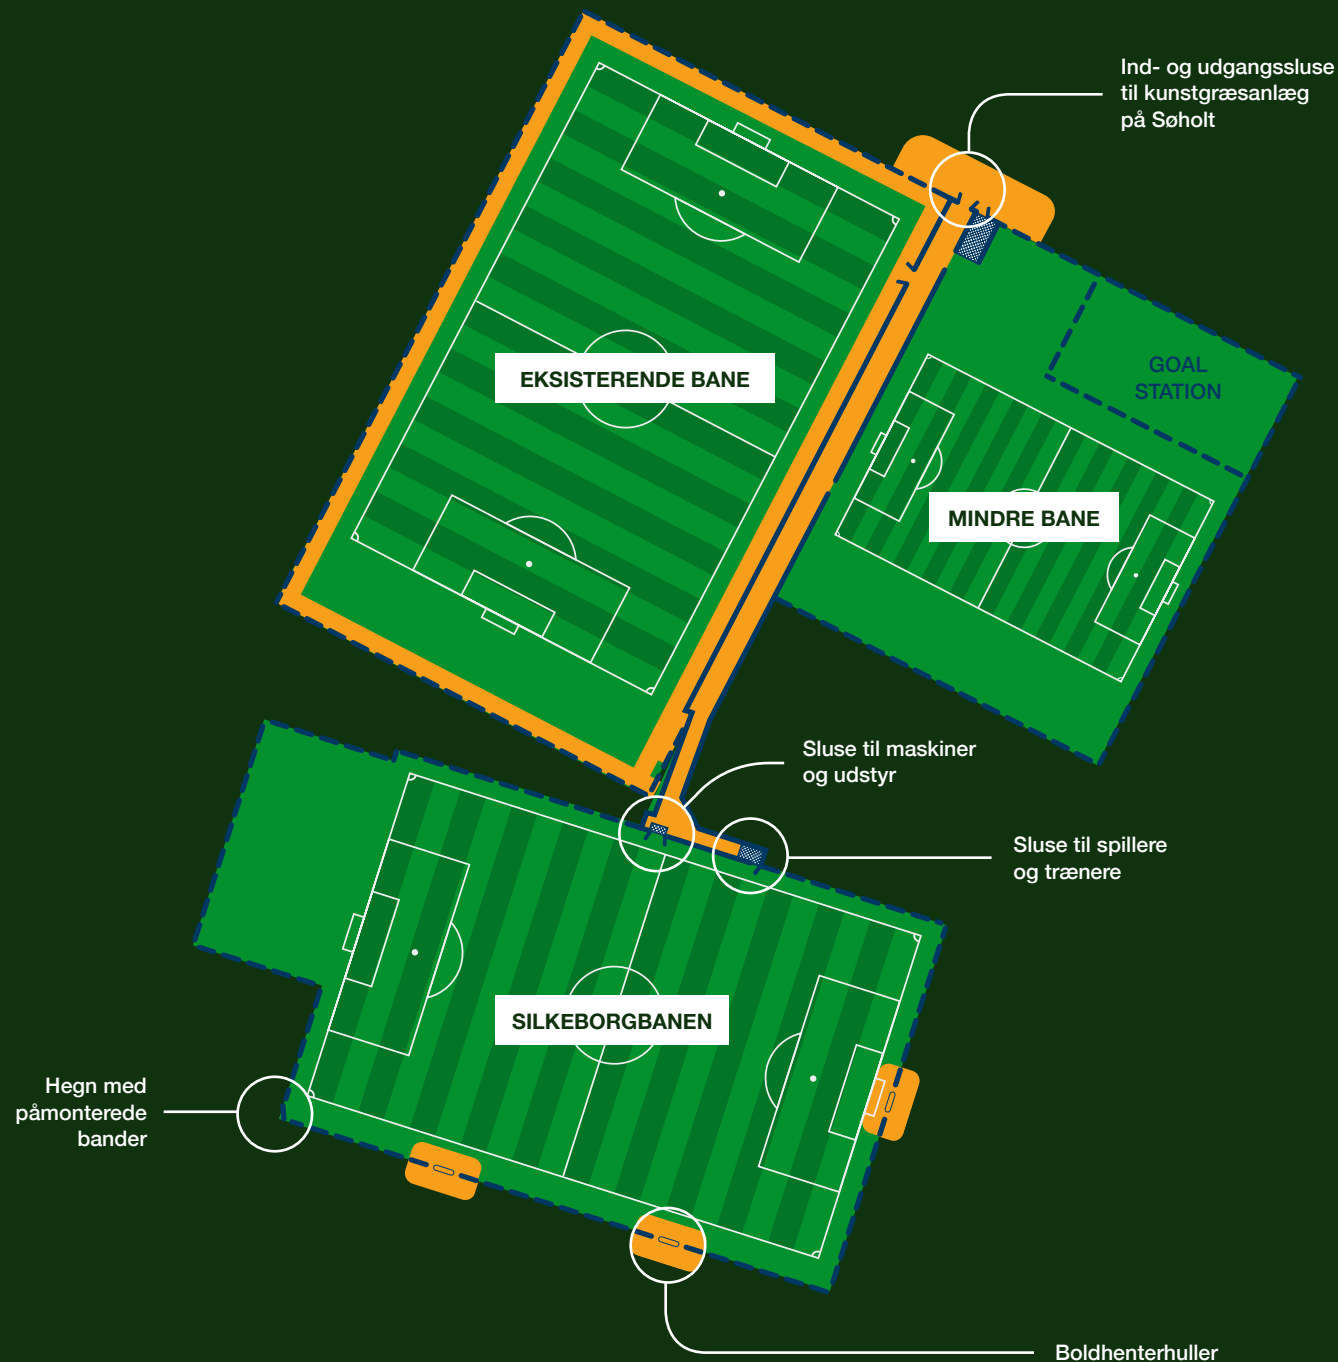 Ind- og udgangssluse
til kunstgræsanlæg
på Søholt
EKSISTERENDE BANE
GOAL
STATION
MINDRE BANE
Sluse til maskiner
og udstyr
Sluse til spillere
og trænere
SILKEBORGBANEN
Hegn med
påmonterede
bander
Boldhenterhuller